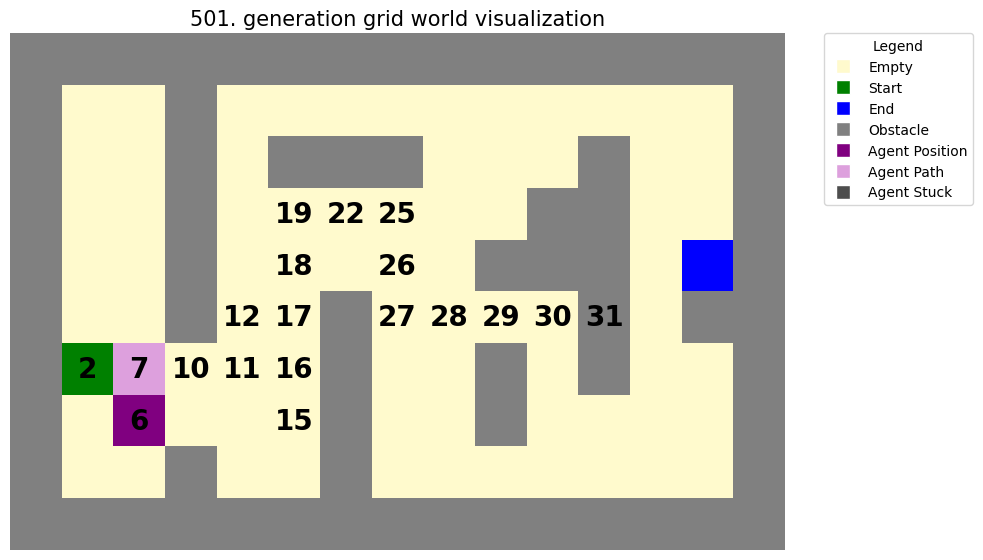 501. generation grid world visualization
Legend
Empty
Start
End
Obstacle
Agent Position
Agent Path
Agent Stuck
19 22 25
18 26
12 17 27 28 29 30 31
2 7 10 11 16
6 15